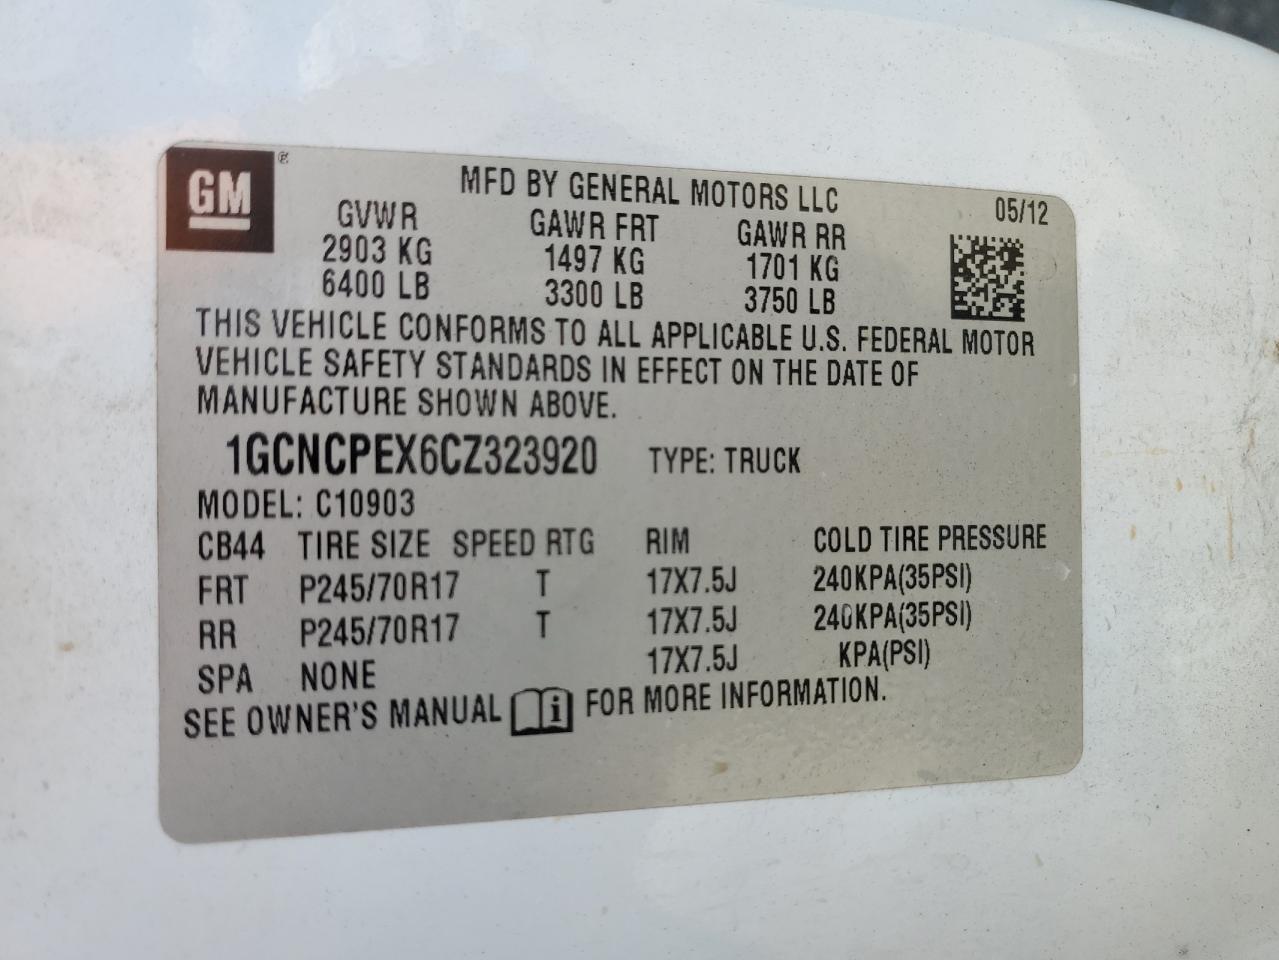 GM ®
MFD BY GENERAL MOTORS LLC
05/12
GVWR GAWR FRT GAWR RR
2903 KG 1497 KG 1701 KG
6400 LB 3300 LB 3750 LB
THIS VEHICLE CONFORMS TO ALL APPLICABLE U.S. FEDERAL MOTOR
VEHICLE SAFETY STANDARDS IN EFFECT ON THE DATE OF
MANUFACTURE SHOWN ABOVE.
1GCNCPEX6CZ323920 TYPE: TRUCK
MODEL: C10903
CB44 TIRE SIZE SPEED RTG RIM COLD TIRE PRESSURE
FRT P245/70R17 T 17X7.5J 240KPA(35PSI)
RR P245/70R17 T 17X7.5J 240KPA(35PSI)
SPA NONE 17X7.5J KPA(PSI)
SEE OWNER'S MANUAL i FOR MORE INFORMATION.